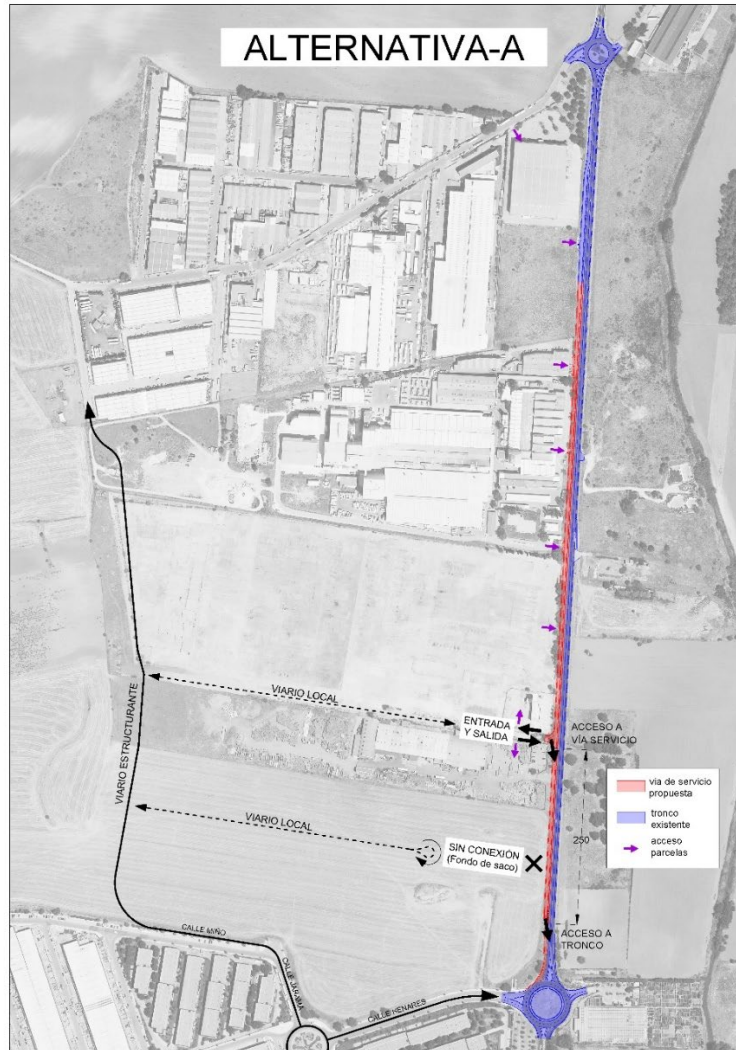 ALTERNATIVA-A
VIARIO LOCAL
ENTRADA
Y SALIDA
ACCESO A
VÍA SERVICIO
VIARIO ESTRUCTURANTE
via de servicio
propuesta
tronco
existente
acceso
parcelas
VIARIO LOCAL
250
SIN CONEXIÓN
(Fondo de saco)
ACCESO A
TRONCO
CALLE MIÑO
CALLE JARAMA
CALLE HENARES